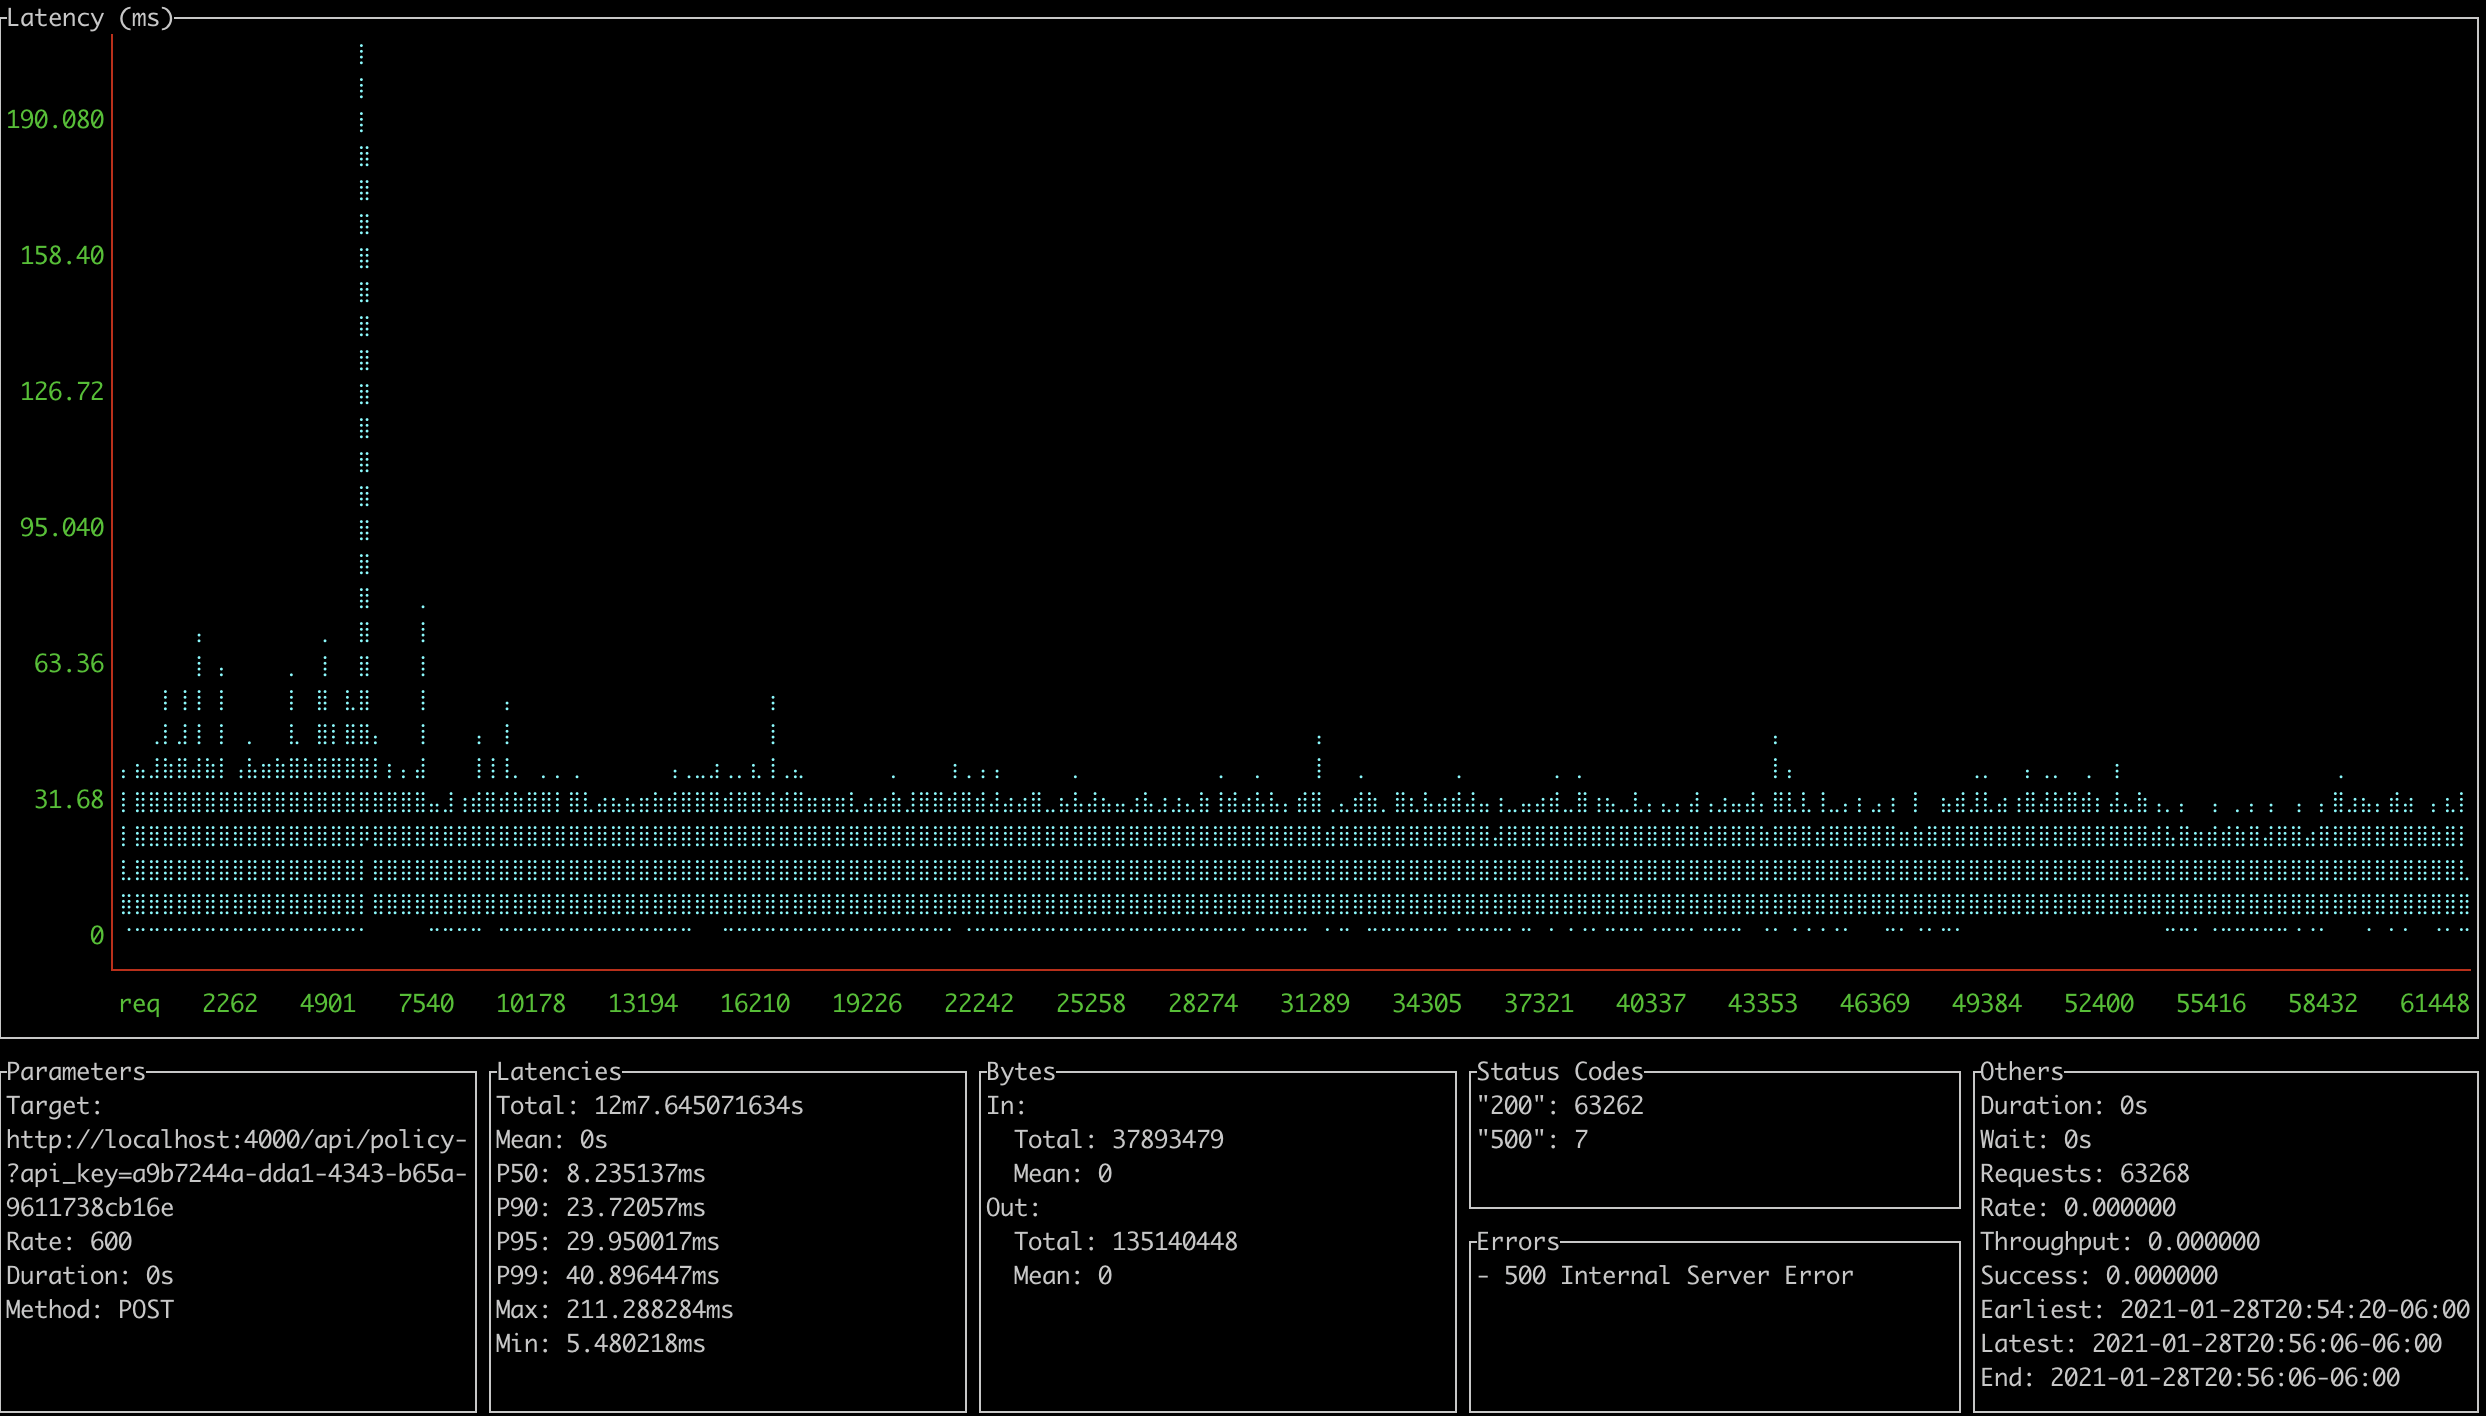 Latency (ms)
190.080
158.40
126.72
95.040
63.36
31.68
0
req 2262 4901 7540 10178 13194 16210 19226 22242 25258 28274 31289 34305 37321 40337 43353 46369 49384 52400 55416 58432 61448
Parameters
Target:
http://localhost:4000/api/policy-
?api_key=a9b7244a-dda1-4343-b65a-
9611738cb16e
Rate: 600
Duration: 0s
Method: POST
Latencies
Total: 12m7.645071634s
Mean: 0s
P50: 8.235137ms
P90: 23.72057ms
P95: 29.950017ms
P99: 40.896447ms
Max: 211.288284ms
Min: 5.480218ms
Bytes
In:
Total: 37893479
Mean: 0
Out:
Total: 135140448
Mean: 0
Status Codes
"200": 63262
"500": 7
Errors
- 500 Internal Server Error
Others
Duration: 0s
Wait: 0s
Requests: 63268
Rate: 0.000000
Throughput: 0.000000
Success: 0.000000
Earliest: 2021-01-28T20:54:20-06:00
Latest: 2021-01-28T20:56:06-06:00
End: 2021-01-28T20:56:06-06:00